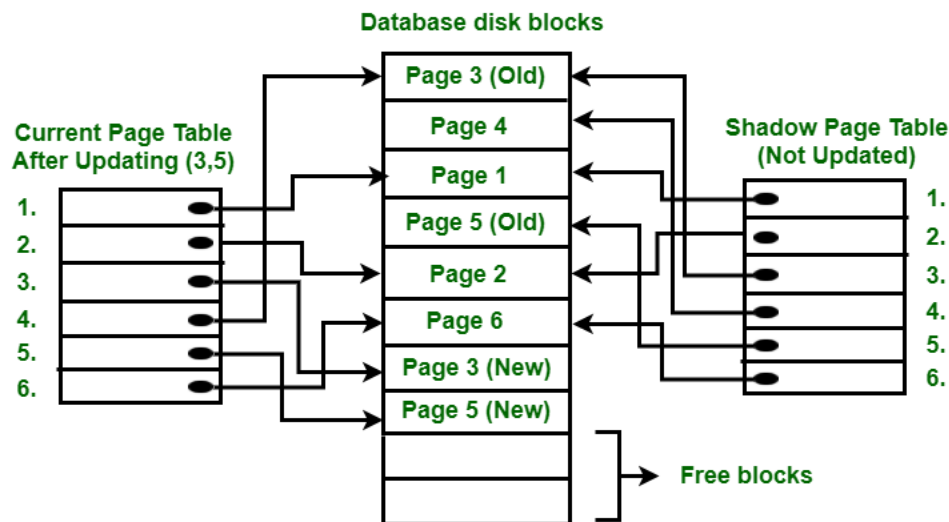 Database disk blocks
Current Page Table
After Updating (3,5)
1.
2.
3.
4.
5.
6.
Page 3 (Old)
Page 4
Page 1
Page 5 (Old)
Page 2
Page 6
Page 3 (New)
Page 5 (New)
Shadow Page Table
(Not Updated)
1.
2.
3.
4.
5.
6.
Free blocks